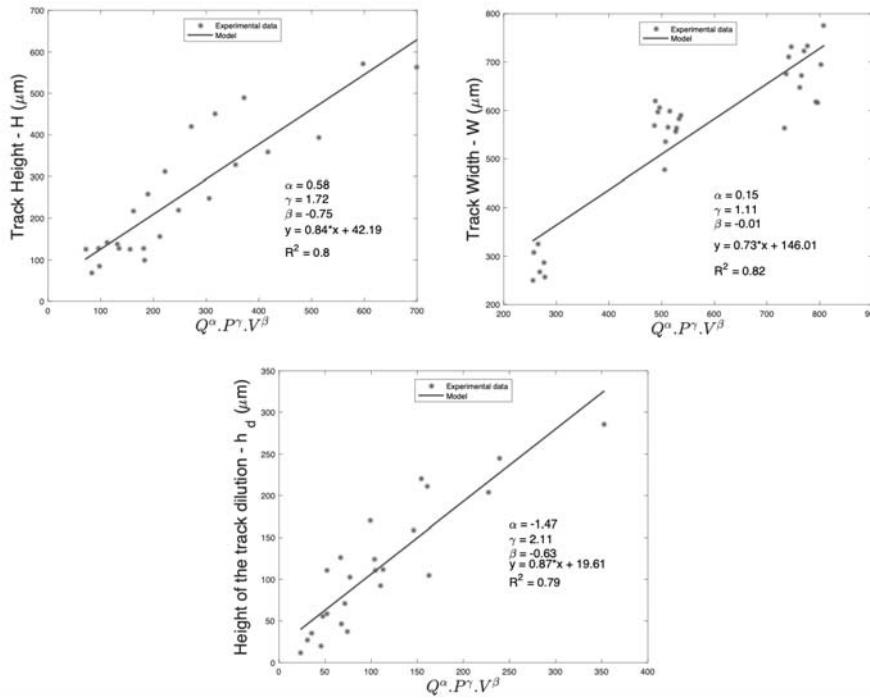 Experimental data
Model
Track Height - H (μm)
700
600
500
400
300
200
100
0
α = 0.58
γ = 1.72
β = -0.75
y = 0.84*x + 42.19
R² = 0.8
0 100 200 300 400 500 600 700
Q^α.P^γ.V^β
Experimental data
Model
Track Width - W (μm)
800
700
600
500
400
300
200
α = 0.15
γ = 1.11
β = -0.01
y = 0.73*x + 146.01
R² = 0.82
200 300 400 500 600 700 800 900
Q^α.P^γ.V^β
Experimental data
Model
Height of the track dilution - h_d (μm)
350
300
250
200
150
100
50
0
α = -1.47
γ = 2.11
β = -0.63
y = 0.87*x + 19.61
R² = 0.79
0 50 100 150 200 250 300 350 400
Q^α.P^γ.V^β